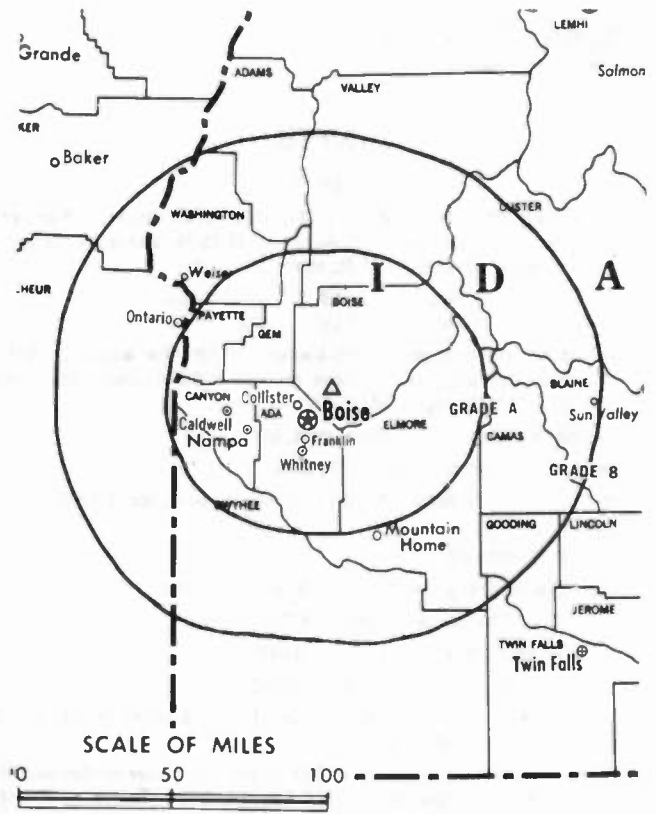 LEMHI
Grande
ADAMS
Salmon
VALLEY
KER
Baker
CUSTER
WASHINGTON
I D A
Weiser
HEUR
BOISE
PAYETTE
Ontario
GEM
BLAINE
CANYON
Collister
Boise
GRADE A
Sun Valley
ADA
Caldwell
ELMORE
Nampa
Franklin
CAMAS
Whitney
GRADE B
OWYHEE
Mountain
Home
GOODING
LINCOLN
JEROME
TWIN FALLS
Twin Falls
SCALE OF MILES
0 50 100